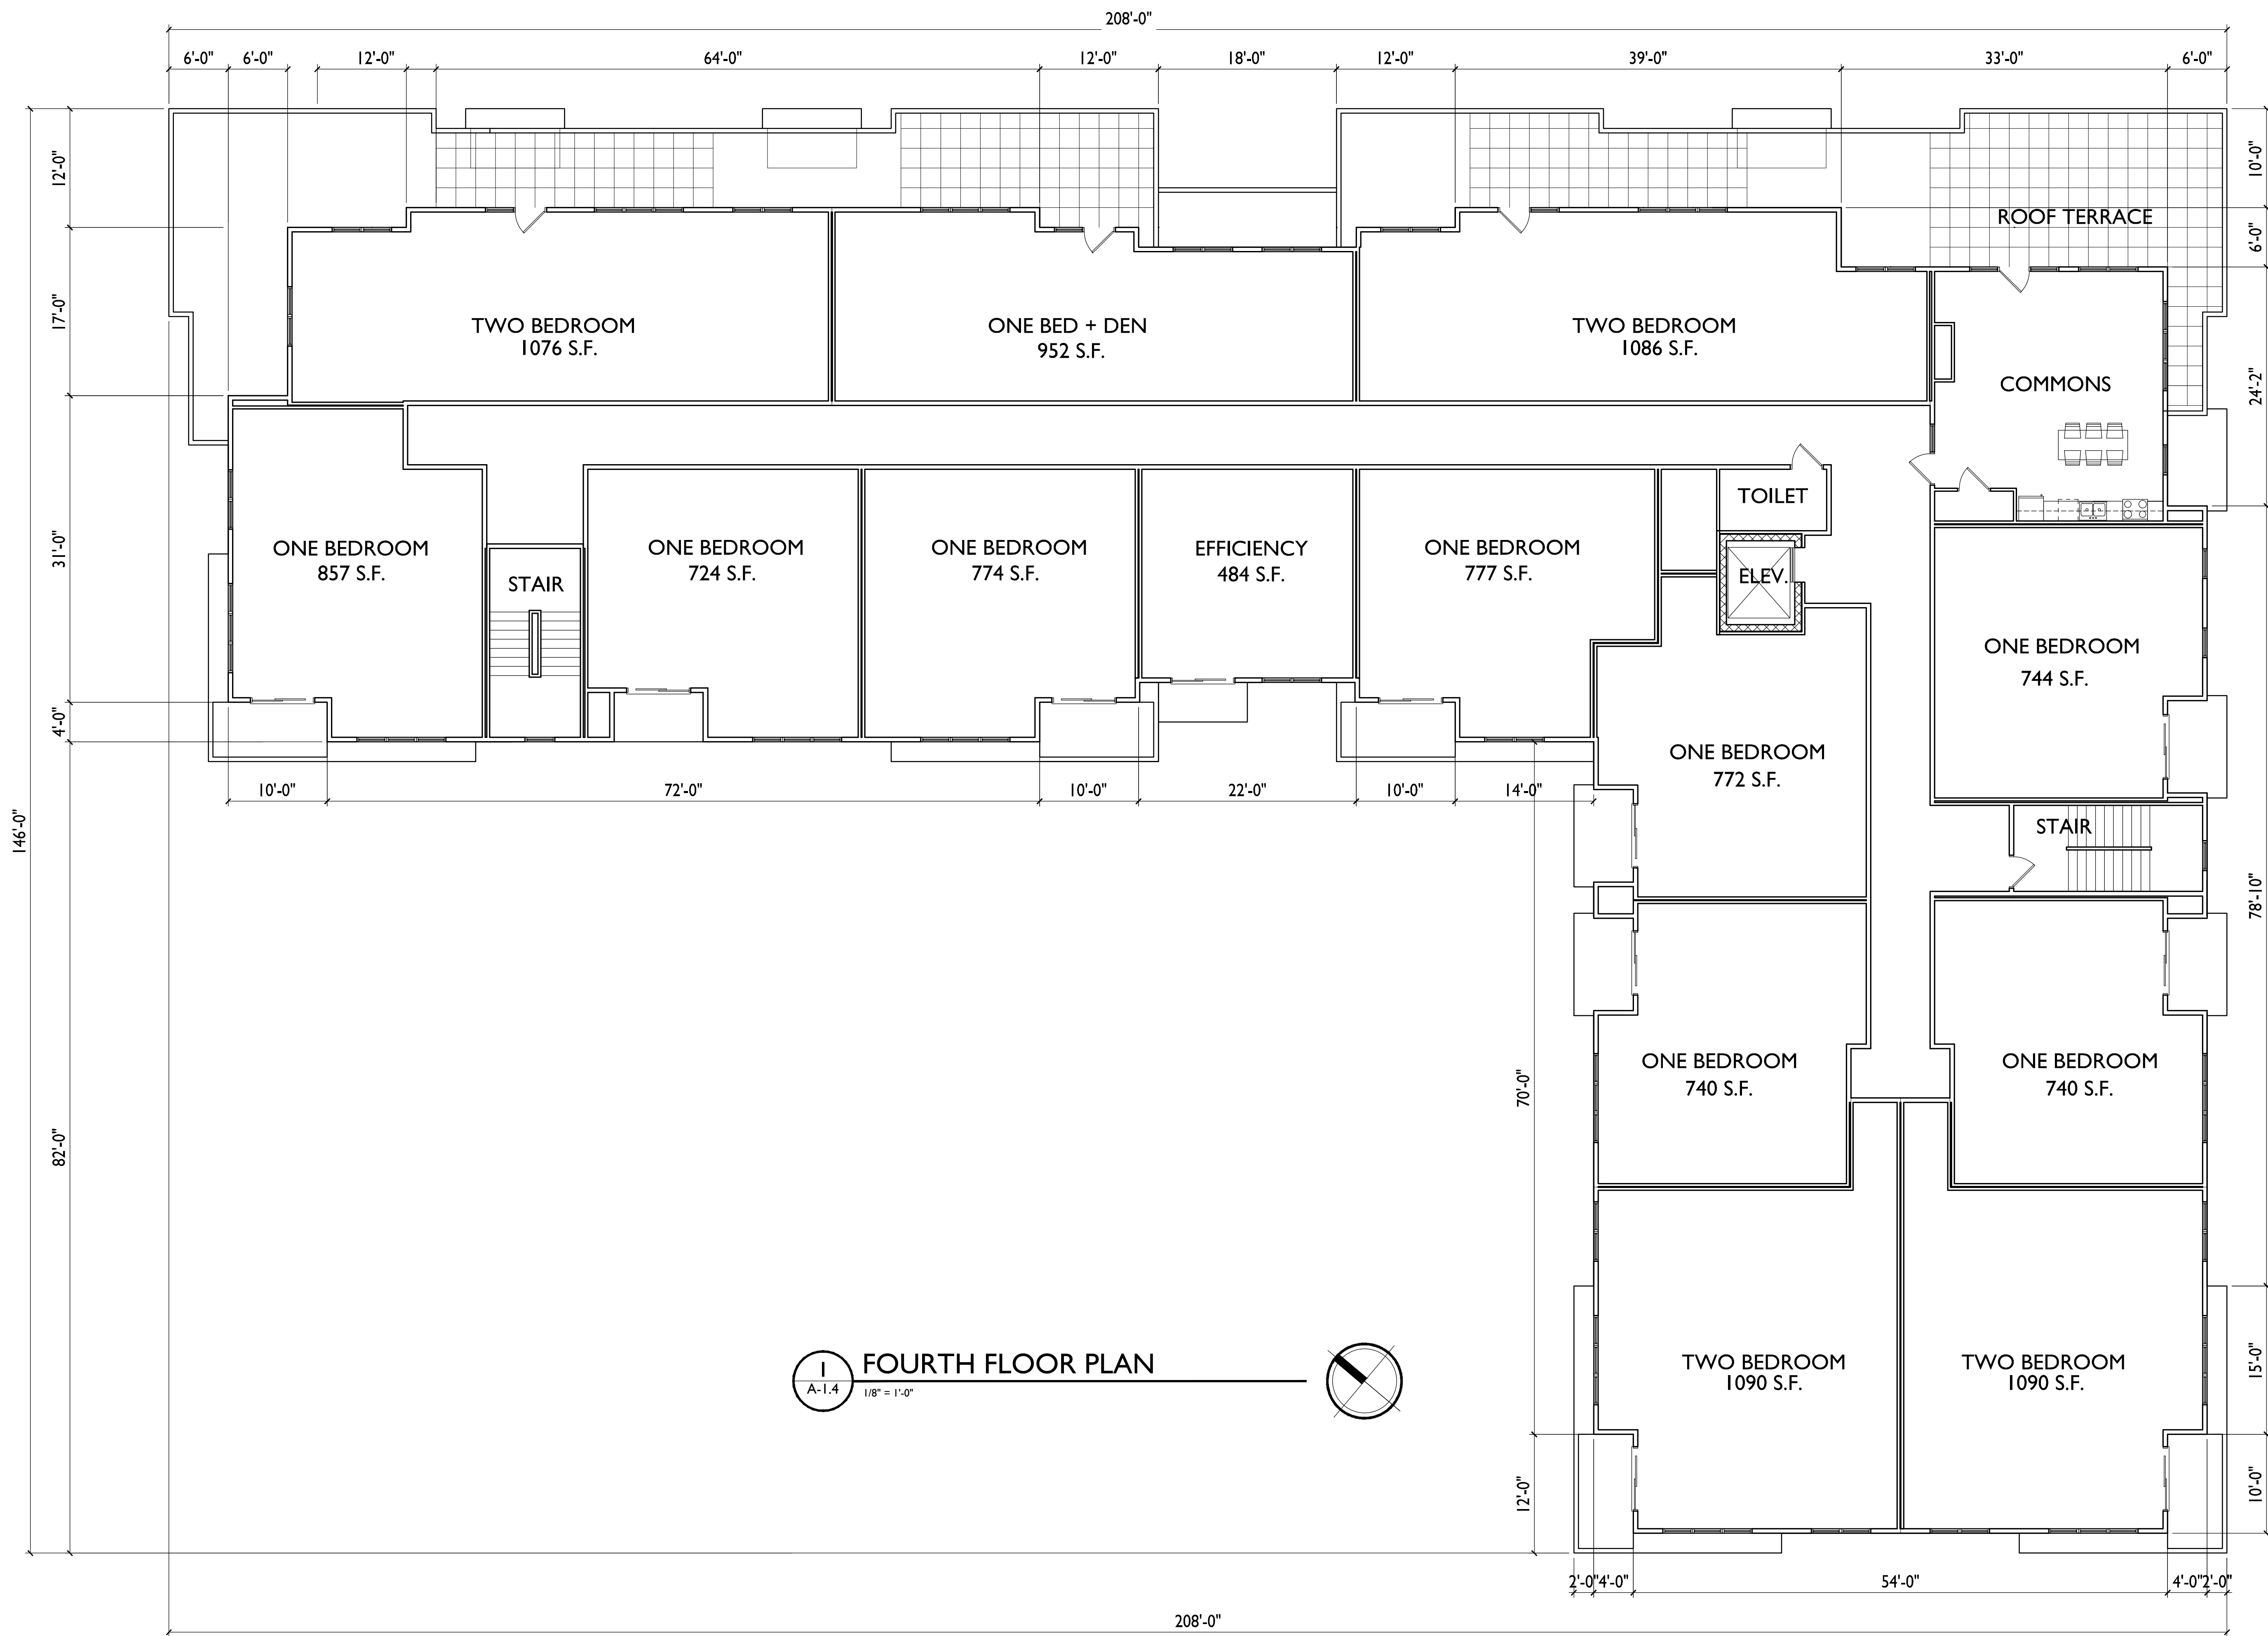 208'-0"
6'-0" 6'-0" 12'-0" 64'-0" 12'-0" 18'-0" 12'-0" 39'-0" 33'-0" 6'-0"
12'-0"
10'-0"
ROOF TERRACE
6'-0"
17'-0"
TWO BEDROOM
1076 S.F.
ONE BED + DEN
952 S.F.
TWO BEDROOM
1086 S.F.
COMMONS
24'-2"
TOILET
31'-0"
ONE BEDROOM
857 S.F.
STAIR
ONE BEDROOM
724 S.F.
ONE BEDROOM
774 S.F.
EFFICIENCY
484 S.F.
ONE BEDROOM
777 S.F.
ELEV.
ONE BEDROOM
744 S.F.
4'-0"
ONE BEDROOM
772 S.F.
10'-0" 72'-0" 10'-0" 22'-0" 10'-0" 14'-0"
146'-0"
STAIR
78'-10"
ONE BEDROOM
740 S.F.
ONE BEDROOM
740 S.F.
70'-0"
82'-0"
1
A-1.4
FOURTH FLOOR PLAN
1/8" = 1'-0"
TWO BEDROOM
1090 S.F.
TWO BEDROOM
1090 S.F.
15'-0"
12'-0"
10'-0"
2'-0" 4'-0" 54'-0" 4'-0" 2'-0"
208'-0"